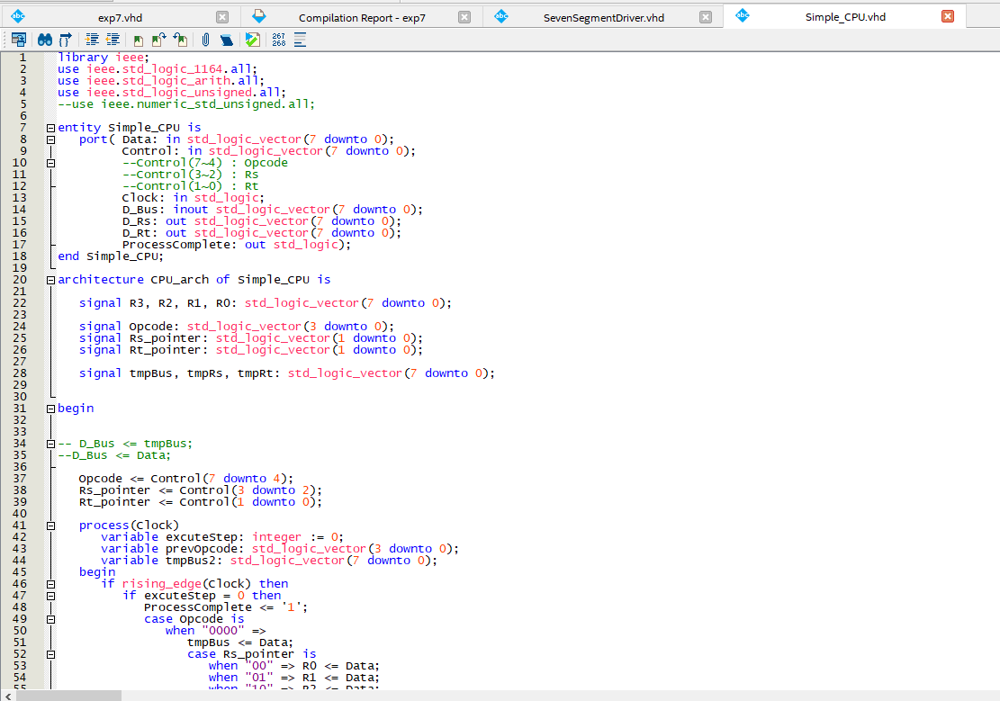 abc exp7.vhd Compilation Report - exp7 abc SevenSegmentDriver.vhd abc Simple_CPU.vhd
267
268
1 library ieee;
2 use ieee.std_logic_1164.all;
3 use ieee.std_logic_arith.all;
4 use ieee.std_logic_unsigned.all;
5 --use ieee.numeric_std_unsigned.all;
6
7 entity Simple_CPU is
8 port( Data: in std_logic_vector(7 downto 0);
9 Control: in std_logic_vector(7 downto 0);
10 --Control(7~4) : Opcode
11 --Control(3~2) : Rs
12 --Control(1~0) : Rt
13 Clock: in std_logic;
14 D_Bus: inout std_logic_vector(7 downto 0);
15 D_Rs: out std_logic_vector(7 downto 0);
16 D_Rt: out std_logic_vector(7 downto 0);
17 ProcessComplete: out std_logic);
18 end Simple_CPU;
19
20 architecture CPU_arch of Simple_CPU is
21
22 signal R3, R2, R1, R0: std_logic_vector(7 downto 0);
23
24 signal Opcode: std_logic_vector(3 downto 0);
25 signal Rs_pointer: std_logic_vector(1 downto 0);
26 signal Rt_pointer: std_logic_vector(1 downto 0);
27
28 signal tmpBus, tmpRs, tmpRt: std_logic_vector(7 downto 0);
29
30
31 begin
32
33
34 -- D_Bus <= tmpBus;
35 --D_Bus <= Data;
36
37 Opcode <= Control(7 downto 4);
38 Rs_pointer <= Control(3 downto 2);
39 Rt_pointer <= Control(1 downto 0);
40
41 process(Clock)
42 variable excuteStep: integer := 0;
43 variable prevOpcode: std_logic_vector(3 downto 0);
44 variable tmpBus2: std_logic_vector(7 downto 0);
45 begin
46 if rising_edge(Clock) then
47 if excuteStep = 0 then
48 ProcessComplete <= '1';
49 case Opcode is
50 when "0000" =>
51 tmpBus <= Data;
52 case Rs_pointer is
53 when "00" => R0 <= Data;
54 when "01" => R1 <= Data;
55 when "10" => R2 <= Data;